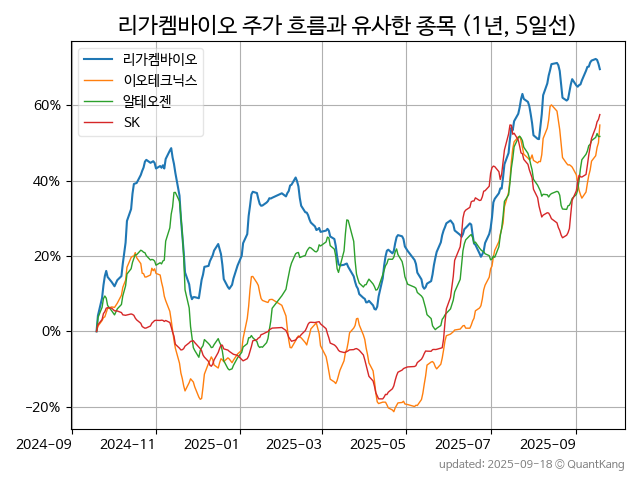 리가켐바이오 주가 흐름과 유사한 종목 (1년, 5일선)
리가켐바이오
이오테크닉스
알테오젠
SK
60%
40%
20%
0%
−20%
2024-09 2024-11 2025-01 2025-03 2025-05 2025-07 2025-09
updated: 2025-09-18 © QuantKang